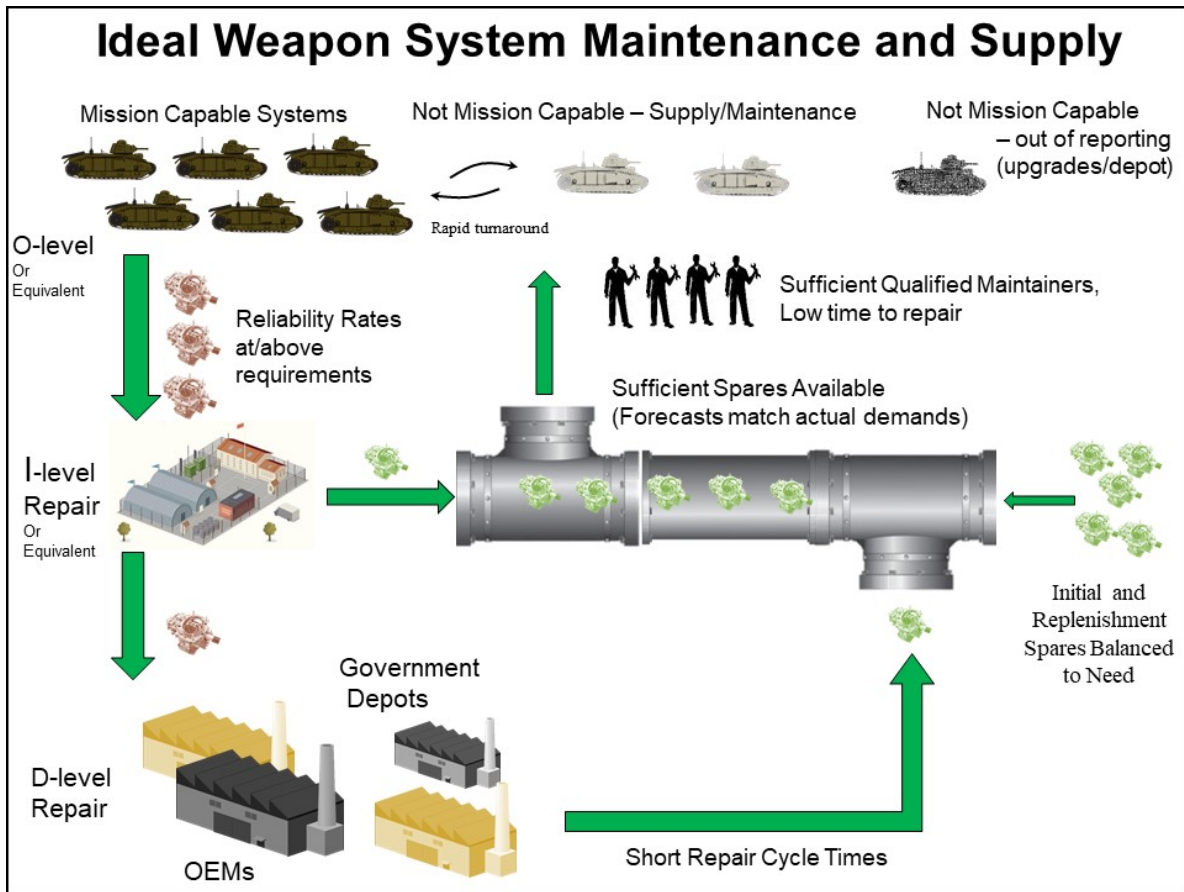 Ideal Weapon System Maintenance and Supply
Mission Capable Systems
Not Mission Capable – Supply/Maintenance
Not Mission Capable
– out of reporting
(upgrades/depot)
Rapid turnaround
O-level
Or
Equivalent
Reliability Rates
at/above
requirements
Sufficient Qualified Maintainers,
Low time to repair
Sufficient Spares Available
(Forecasts match actual demands)
I-level
Repair
Or
Equivalent
Initial and
Replenishment
Spares Balanced
to Need
Government
Depots
D-level
Repair
OEMs
Short Repair Cycle Times